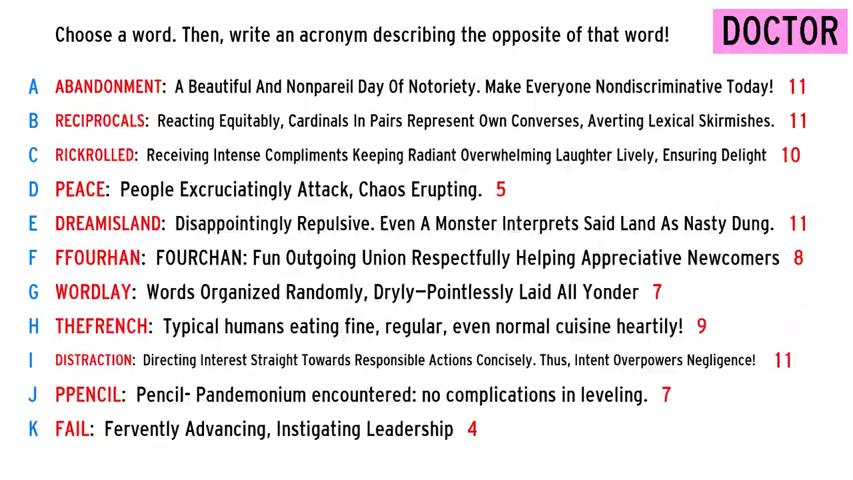 Choose a word. Then, write an acronym describing the opposite of that word!
DOCTOR
A ABANDONMENT: A Beautiful And Nonpareil Day Of Notoriety. Make Everyone Nondiscriminative Today! 11
B RECIPROCALS: Reacting Equitably, Cardinals In Pairs Represent Own Converses, Averting Lexical Skirmishes. 11
C RICKROLLED: Receiving Intense Compliments Keeping Radiant Overwhelming Laughter Lively, Ensuring Delight 10
D PEACE: People Excruciatingly Attack, Chaos Erupting. 5
E DREAMISLAND: Disappointingly Repulsive. Even A Monster Interprets Said Land As Nasty Dung. 11
F FFOURHAN: FOURCHAN: Fun Outgoing Union Respectfully Helping Appreciative Newcomers 8
G WORDLAY: Words Organized Randomly, Dryly—Pointlessly Laid All Yonder 7
H THEFRENCH: Typical humans eating fine, regular, even normal cuisine heartily! 9
I DISTRACTION: Directing Interest Straight Towards Responsible Actions Concisely. Thus, Intent Overpowers Negligence! 11
J PPENCIL: Pencil- Pandemonium encountered: no complications in leveling. 7
K FAIL: Fervently Advancing, Instigating Leadership 4